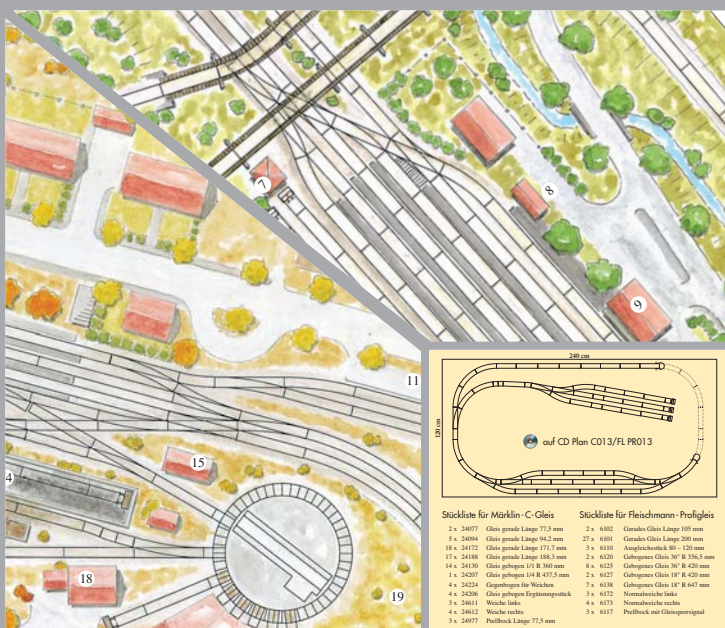 7
8
9
11
14
15
18
19
240 cm
120 cm
auf CD Plan C013/FL PR013
Stückliste für Märklin-C-Gleis
2 x 24077 Gleis gerade Länge 77,5 mm
5 x 24094 Gleis gerade Länge 94,2 mm
18 x 24172 Gleis gerade Länge 171,7 mm
17 x 24188 Gleis gerade Länge 188,3 mm
14 x 24130 Gleis gebogen 1/1 R 360 mm
1 x 24207 Gleis gebogen 1/4 R 437,5 mm
4 x 24224 Gegenbogen für Weichen
4 x 24206 Gleis gebogen Ergänzungsstück
3 x 24611 Weiche links
4 x 24612 Weiche rechts
3 x 24977 Prellbock Länge 77,5 mm
Stückliste für Fleischmann-Profigleis
2 x 6102 Gerades Gleis Länge 105 mm
27 x 6101 Gerades Gleis Länge 200 mm
3 x 6110 Ausgleichsstück 80 – 120 mm
2 x 6120 Gebogenes Gleis 36° R 356,5 mm
8 x 6125 Gebogenes Gleis 36° R 420 mm
2 x 6127 Gebogenes Gleis 18° R 420 mm
7 x 6138 Gebogenes Gleis 18° R 647 mm
3 x 6172 Normalweiche links
4 x 6173 Normalweiche rechts
3 x 6117 Prellbock mit Gleissperrsignal